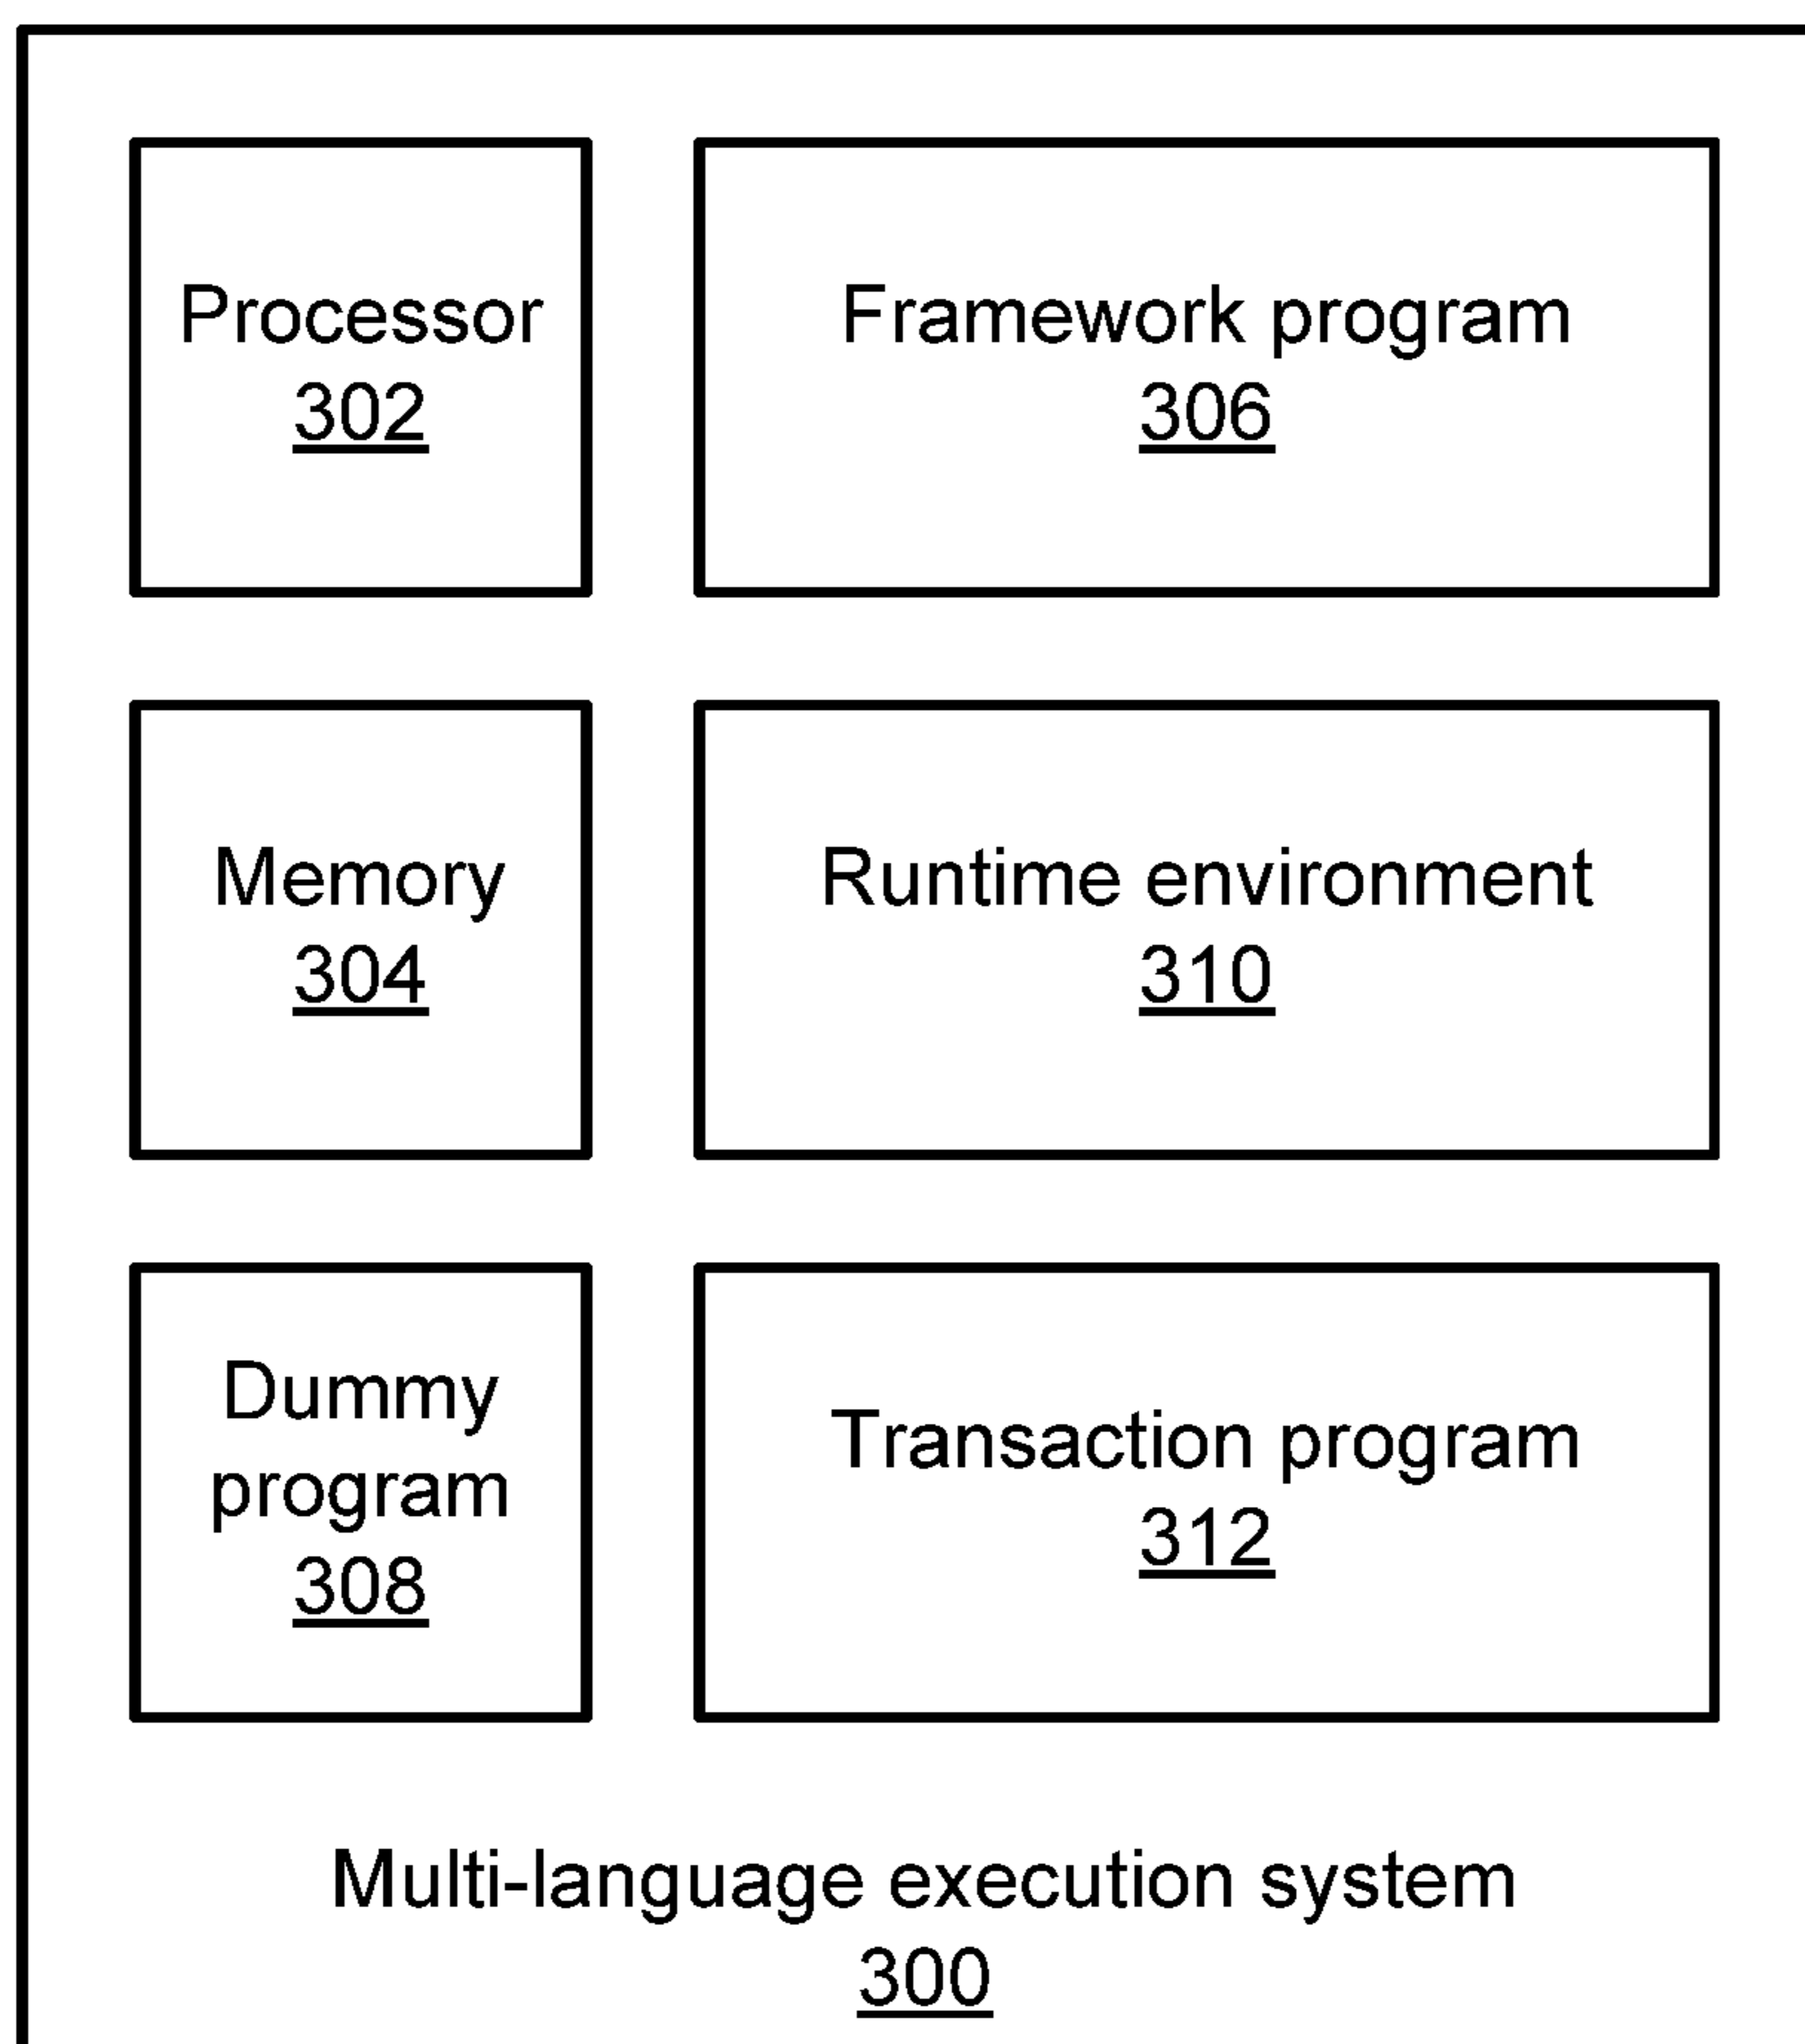 Processor
302
Framework program
306
Memory
304
Runtime environment
310
Dummy
program
308
Transaction program
312
Multi-language execution system
300